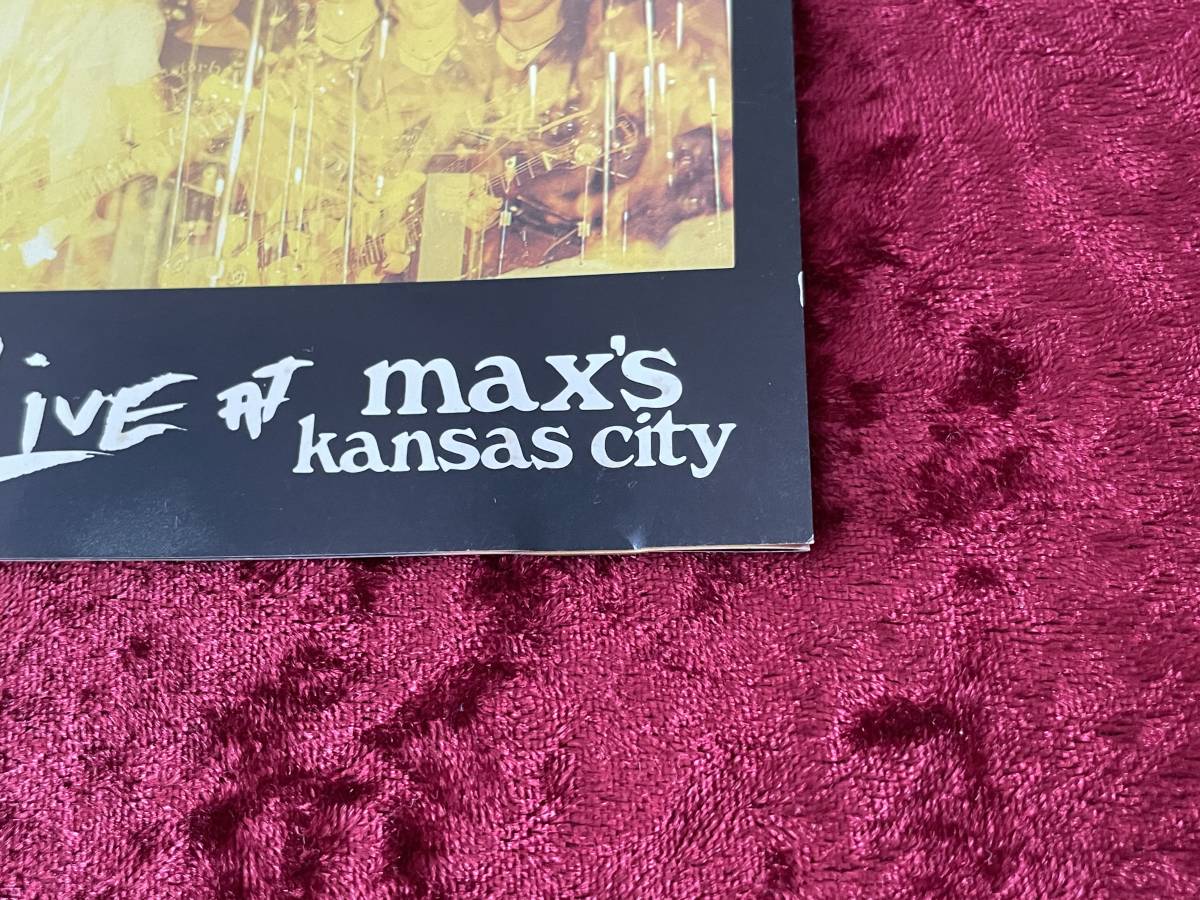 Live AT max's
kansas city